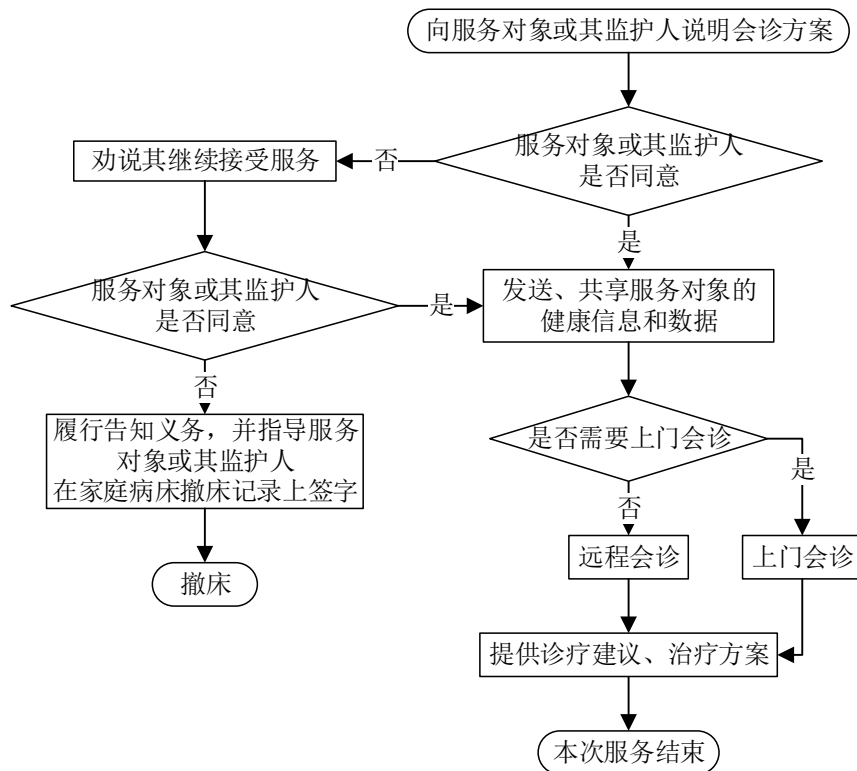 向服务对象或其监护人说明会诊方案
服务对象或其监护人
是否同意
否
劝说其继续接受服务
是
服务对象或其监护人
是否同意
是
发送、共享服务对象的
健康信息和数据
否
履行告知义务，并指导服务
对象或其监护人
在家庭病床撤床记录上签字
撤床
是否需要上门会诊
是
否
远程会诊
上门会诊
提供诊疗建议、治疗方案
本次服务结束